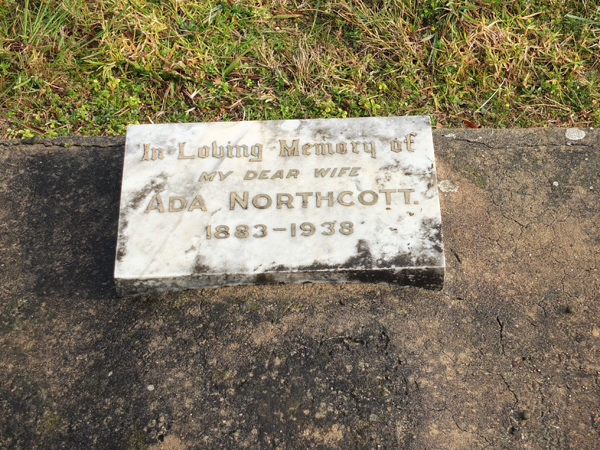 In Loving Memory of
MY DEAR WIFE
ADA NORTHCOTT.
1883-1938